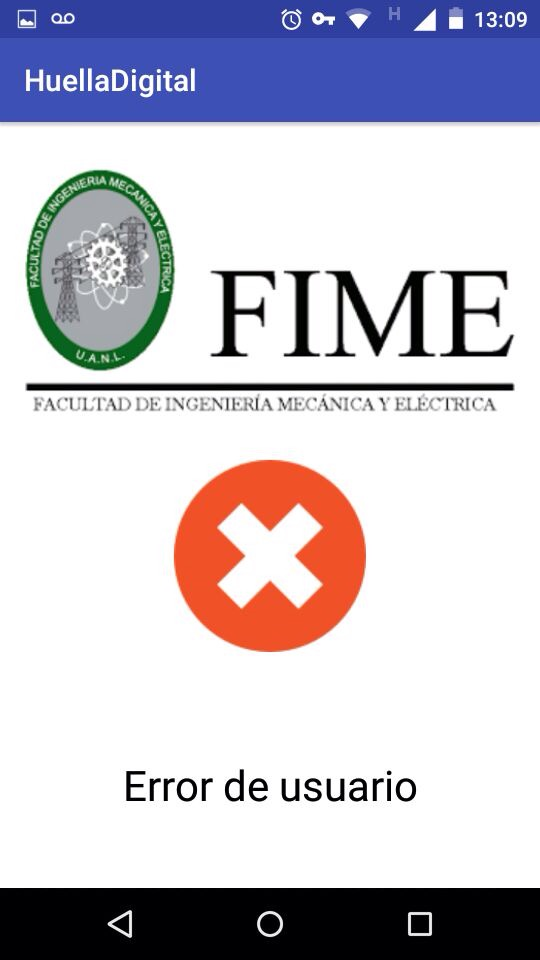 H
13:09
HuellaDigital
FACULTAD DE INGENIERIA MECANICA Y ELECTRICA
U.A.N.L.
FIME
FACULTAD DE INGENIERÍA MECÁNICA Y ELÉCTRICA
Error de usuario